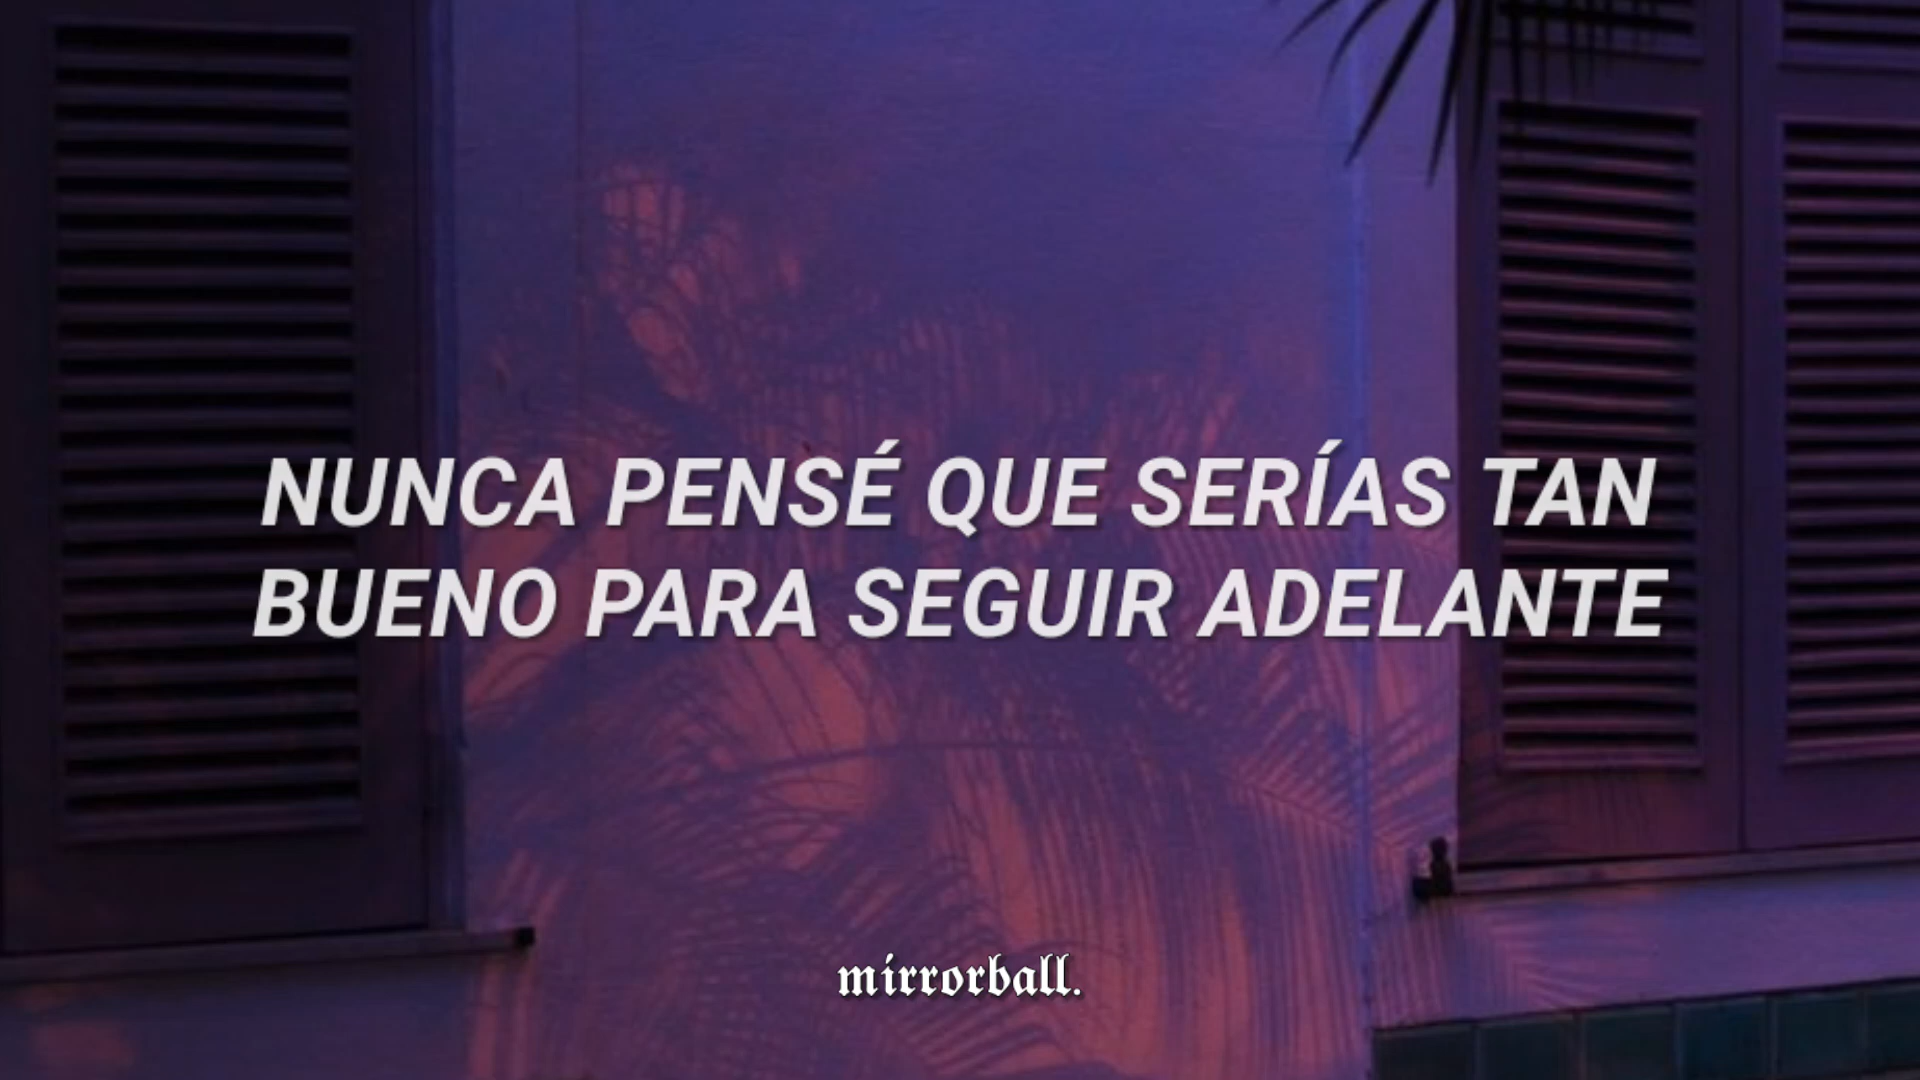 NUNCA PENSÉ QUE SERÍAS TAN
BUENO PARA SEGUIR ADELANTE
mirrorball.